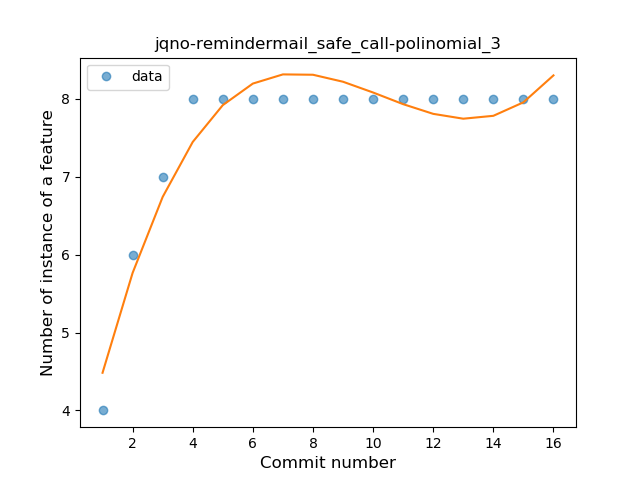 jqno-remindermail_safe_call-polinomial_3
data
Number of instance of a feature
8
7
6
5
4
2 4 6 8 10 12 14 16
Commit number